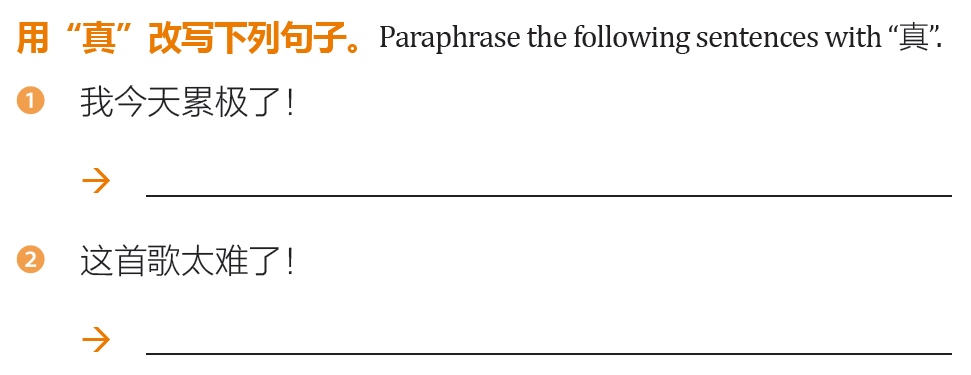 用“真”改写下列句子。Paraphrase the following sentences with “真”.
1 我今天累极了！
→
2 这首歌太难了！
→